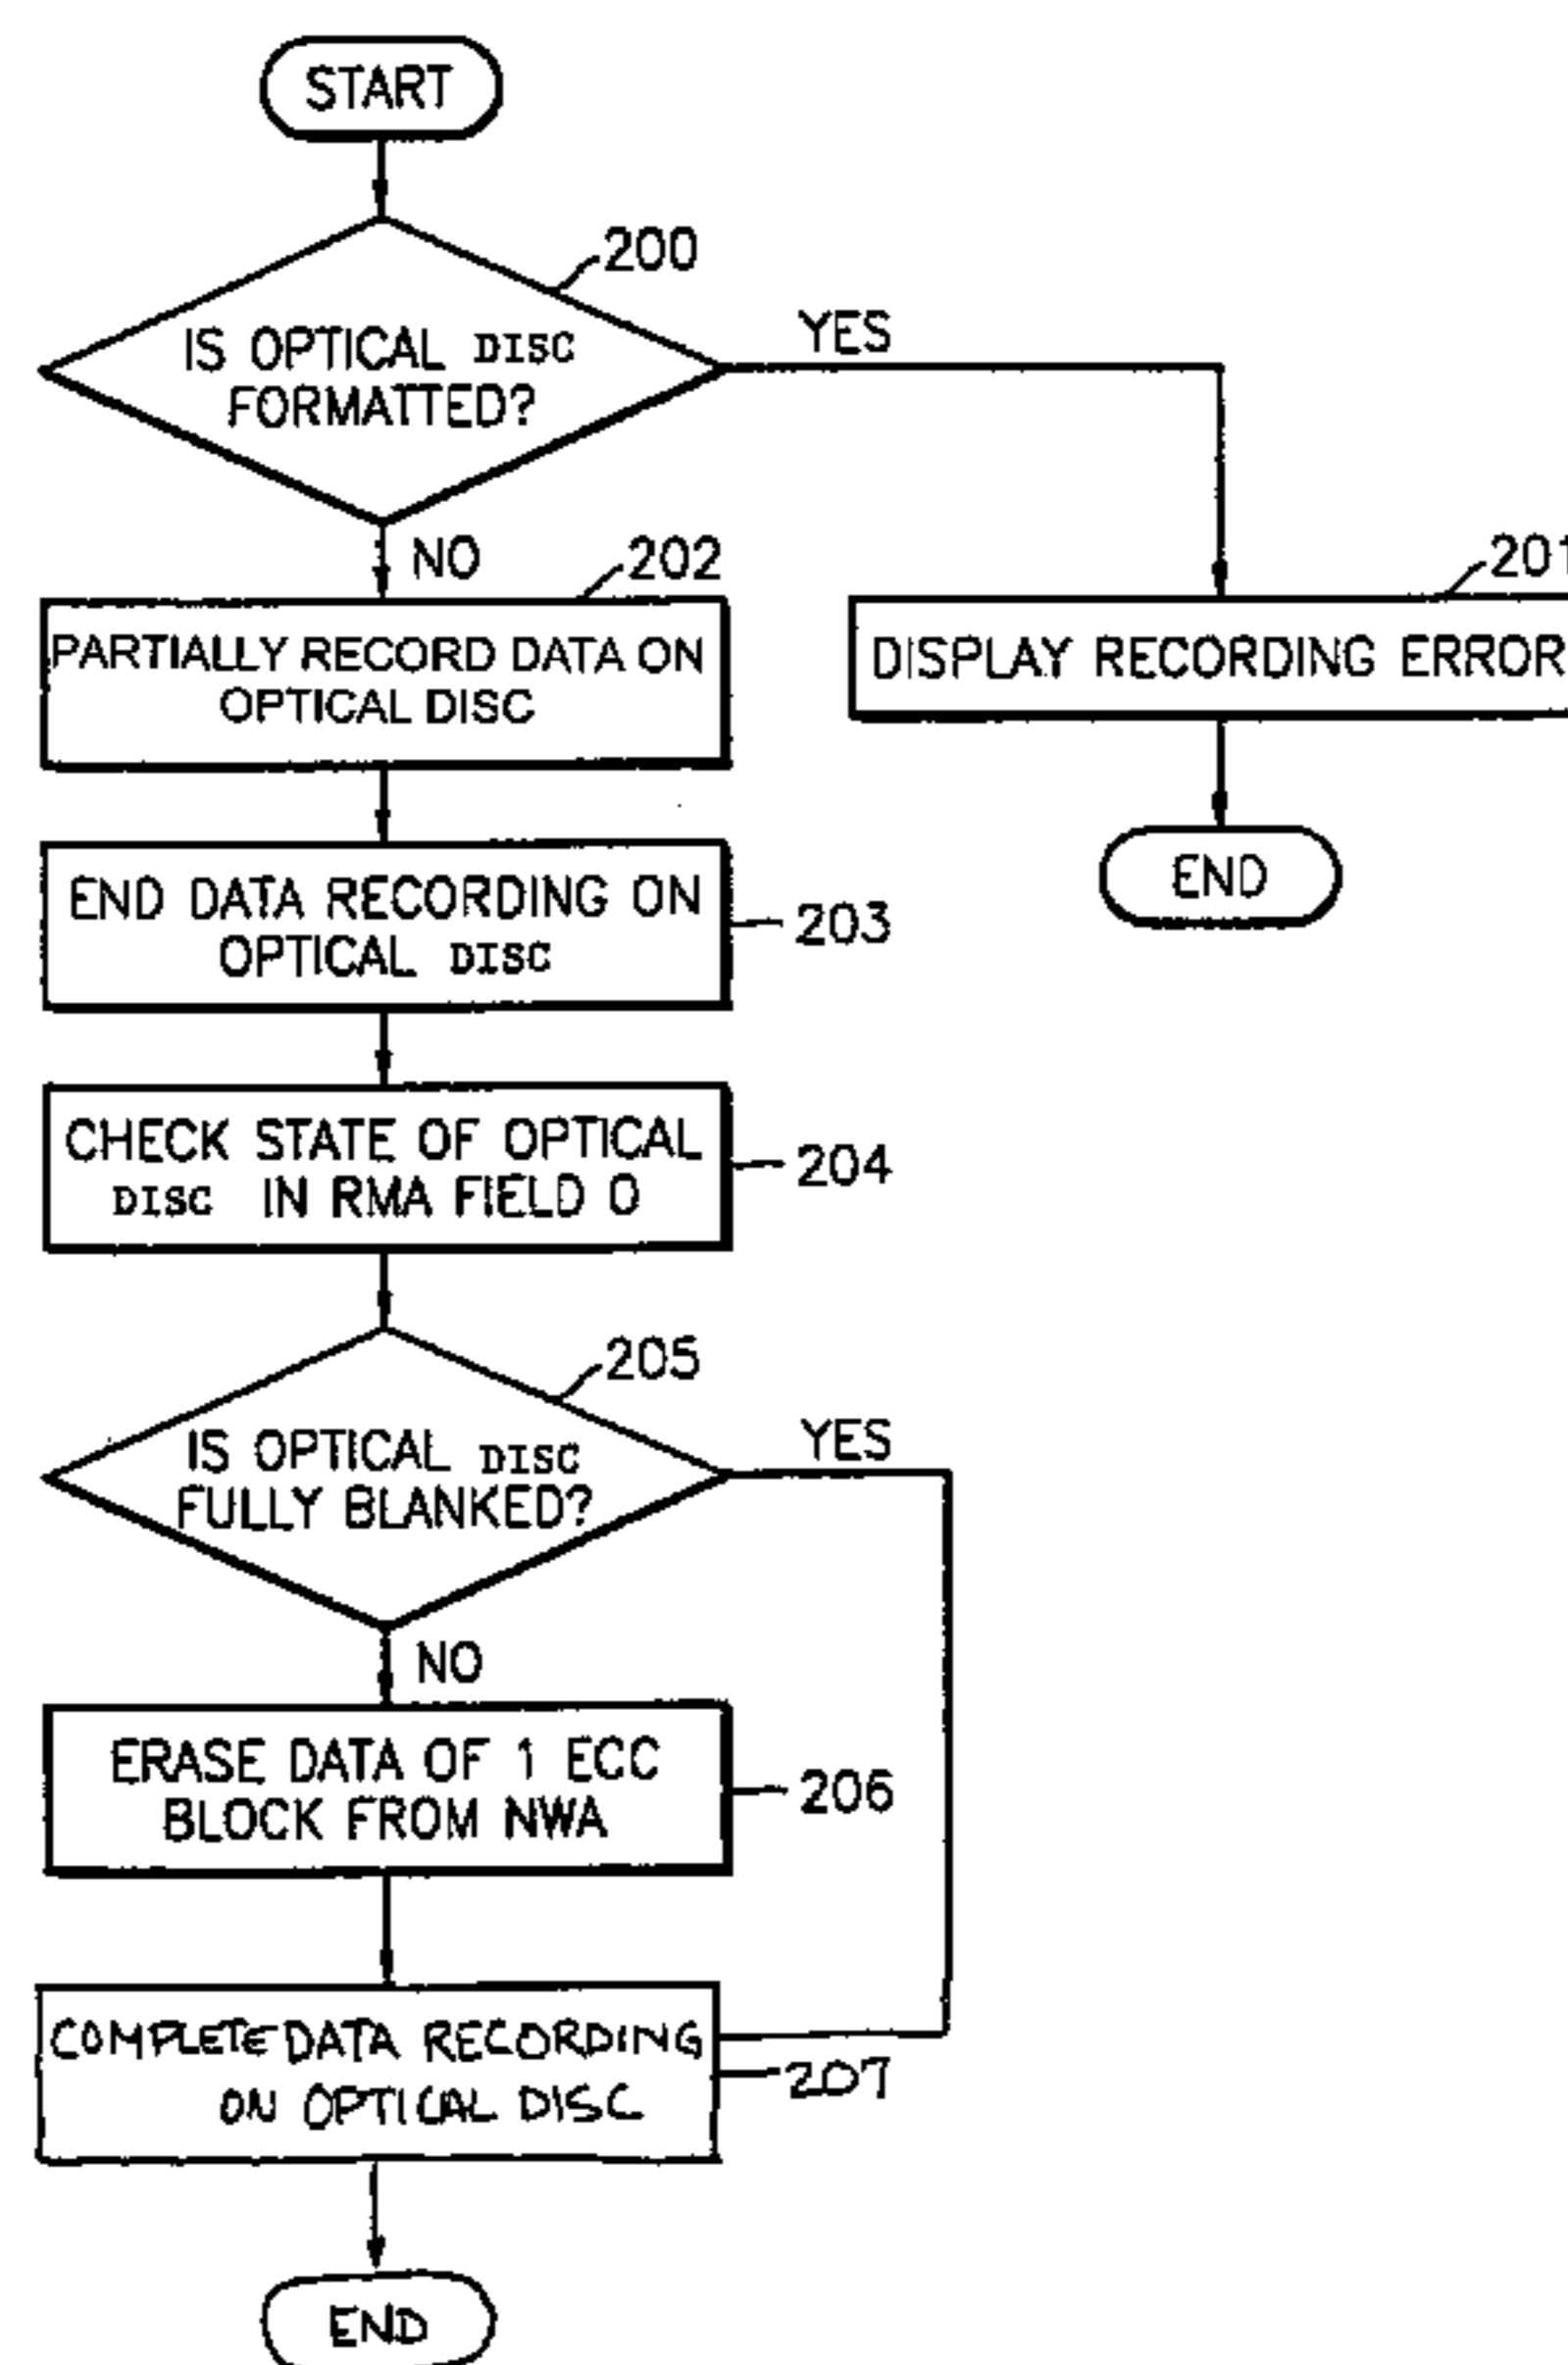 START
200
IS OPTICAL DISC
FORMATTED?
YES
NO
202
PARTIALLY RECORD DATA ON
OPTICAL DISC
201
DISPLAY RECORDING ERROR
END
END DATA RECORDING ON
OPTICAL DISC
203
CHECK STATE OF OPTICAL
DISC IN RMA FIELD 0
204
205
IS OPTICAL DISC
FULLY BLANKED?
YES
NO
ERASE DATA OF 1 ECC
BLOCK FROM NWA
206
COMPLETE DATA RECORDING
ON OPTICAL DISC
207
END